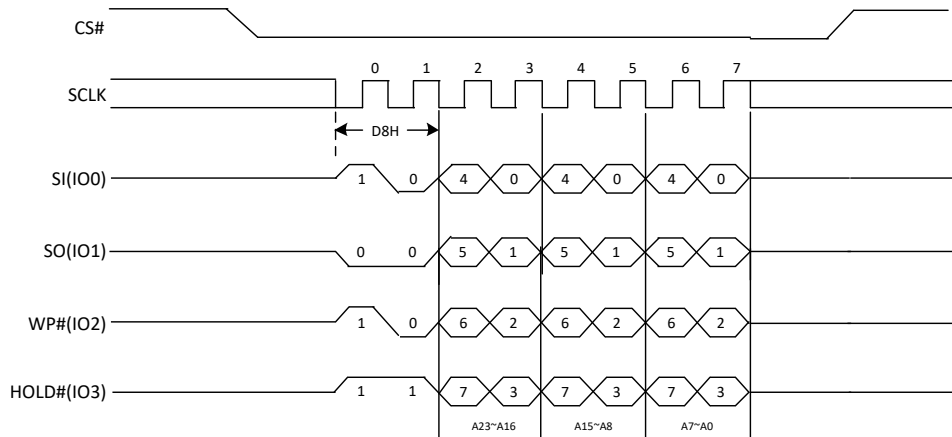 CS#
0 1 2 3 4 5 6 7
SCLK
D8H
SI(IO0) 1 0 4 0 4 0 4 0
SO(IO1) 0 0 5 1 5 1 5 1
WP#(IO2) 1 0 6 2 6 2 6 2
HOLD#(IO3) 1 1 7 3 7 3 7 3
A23~A16 A15~A8 A7~A0